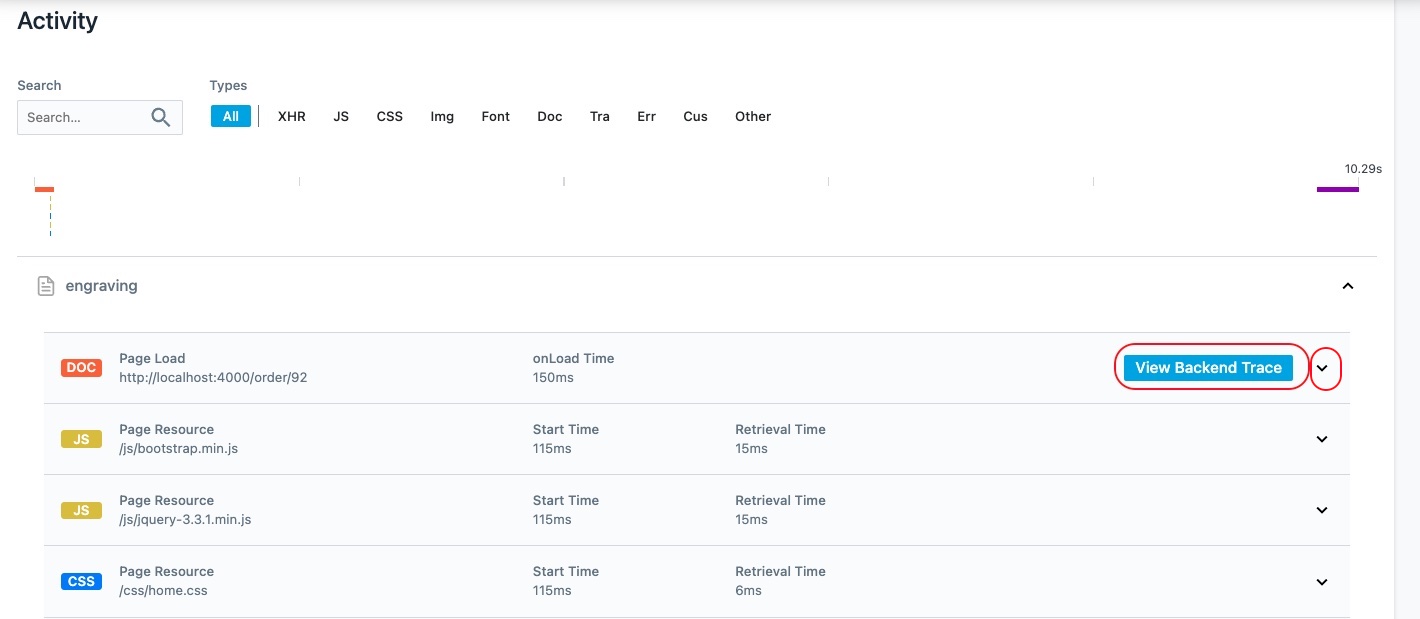 Activity
Search
Types
Search...
All
XHR
JS
CSS
Img
Font
Doc
Tra
Err
Cus
Other
10.29s
engraving
DOC
Page Load
http://localhost:4000/order/92
onLoad Time
150ms
View Backend Trace
JS
Page Resource
/js/bootstrap.min.js
Start Time
115ms
Retrieval Time
15ms
JS
Page Resource
/js/jquery-3.3.1.min.js
Start Time
115ms
Retrieval Time
15ms
CSS
Page Resource
/css/home.css
Start Time
115ms
Retrieval Time
6ms